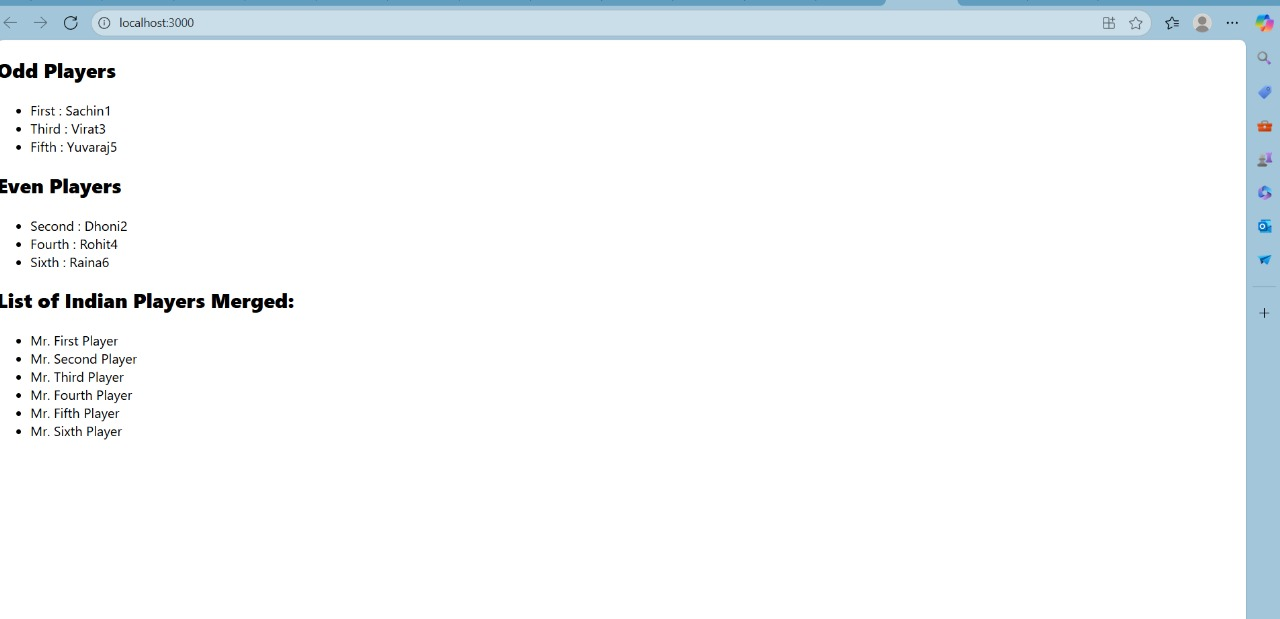 localhost:3000
Odd Players
First : Sachin1
Third : Virat3
Fifth : Yuvaraj5
Even Players
Second : Dhoni2
Fourth : Rohit4
Sixth : Raina6
List of Indian Players Merged:
Mr. First Player
Mr. Second Player
Mr. Third Player
Mr. Fourth Player
Mr. Fifth Player
Mr. Sixth Player